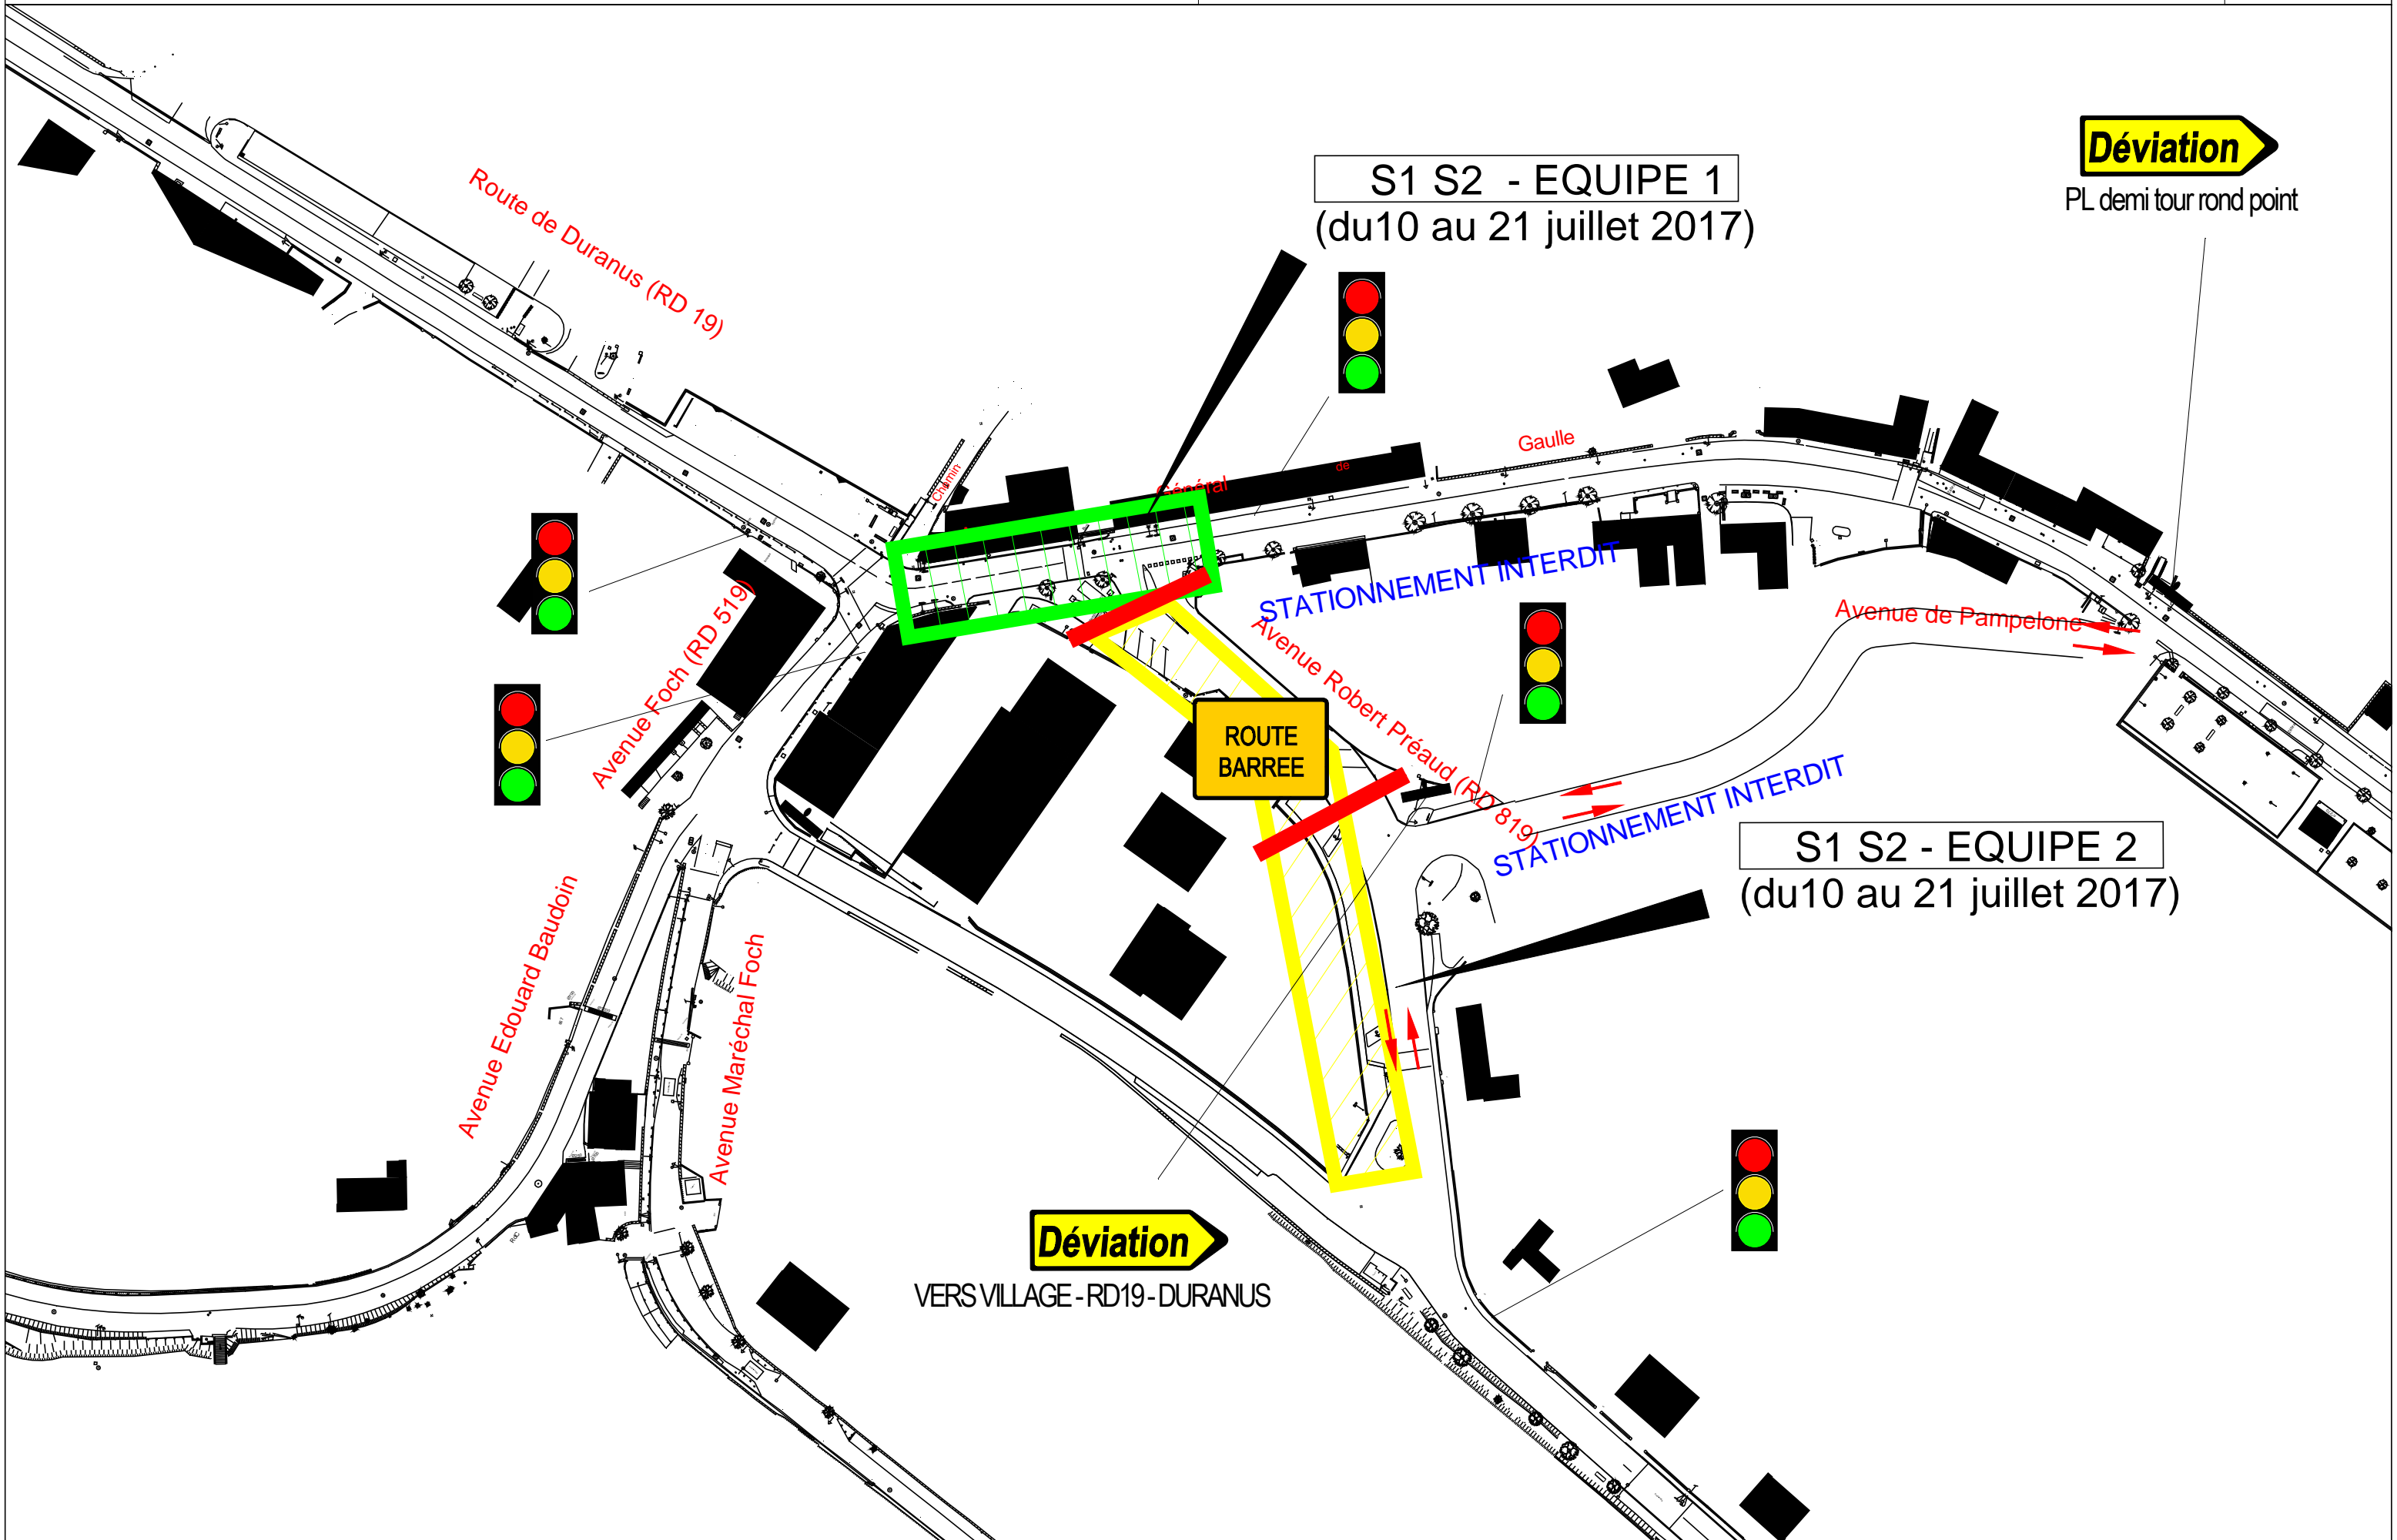 Déviation
PL demi tour rond point
S1 S2 - EQUIPE 1
(du10 au 21 juillet 2017)
Route de Duranus (RD 19)
Chemin
Général
de
Gaulle
STATIONNEMENT INTERDIT
Avenue de Pampelone
Avenue Foch (RD 519)
Avenue Robert Préaud (RD 819)
ROUTE
BARREE
STATIONNEMENT INTERDIT
S1 S2 - EQUIPE 2
(du10 au 21 juillet 2017)
Avenue Edouard Baudoin
Avenue Maréchal Foch
Déviation
VERS VILLAGE - RD19 - DURANUS
RdC